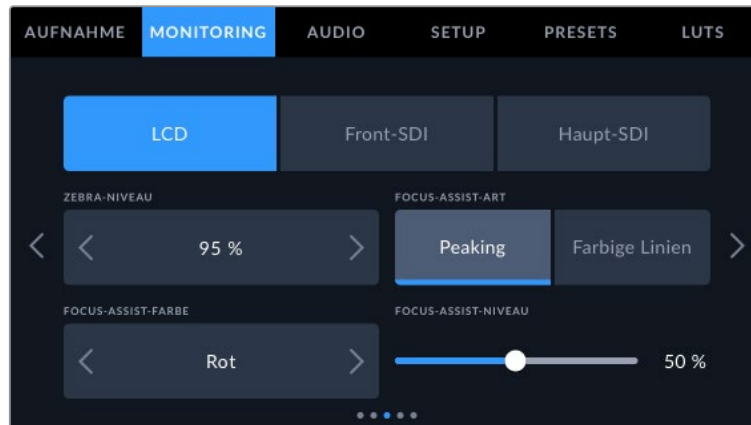 AUFNAHME MONITORING AUDIO SETUP PRESETS LUTS
LCD Front-SDI Haupt-SDI
ZEBRA-NIVEAU FOCUS-ASSIST-ART
95 % Peaking Farbige Linien
FOCUS-ASSIST-FARBE FOCUS-ASSIST-NIVEAU
Rot 50 %